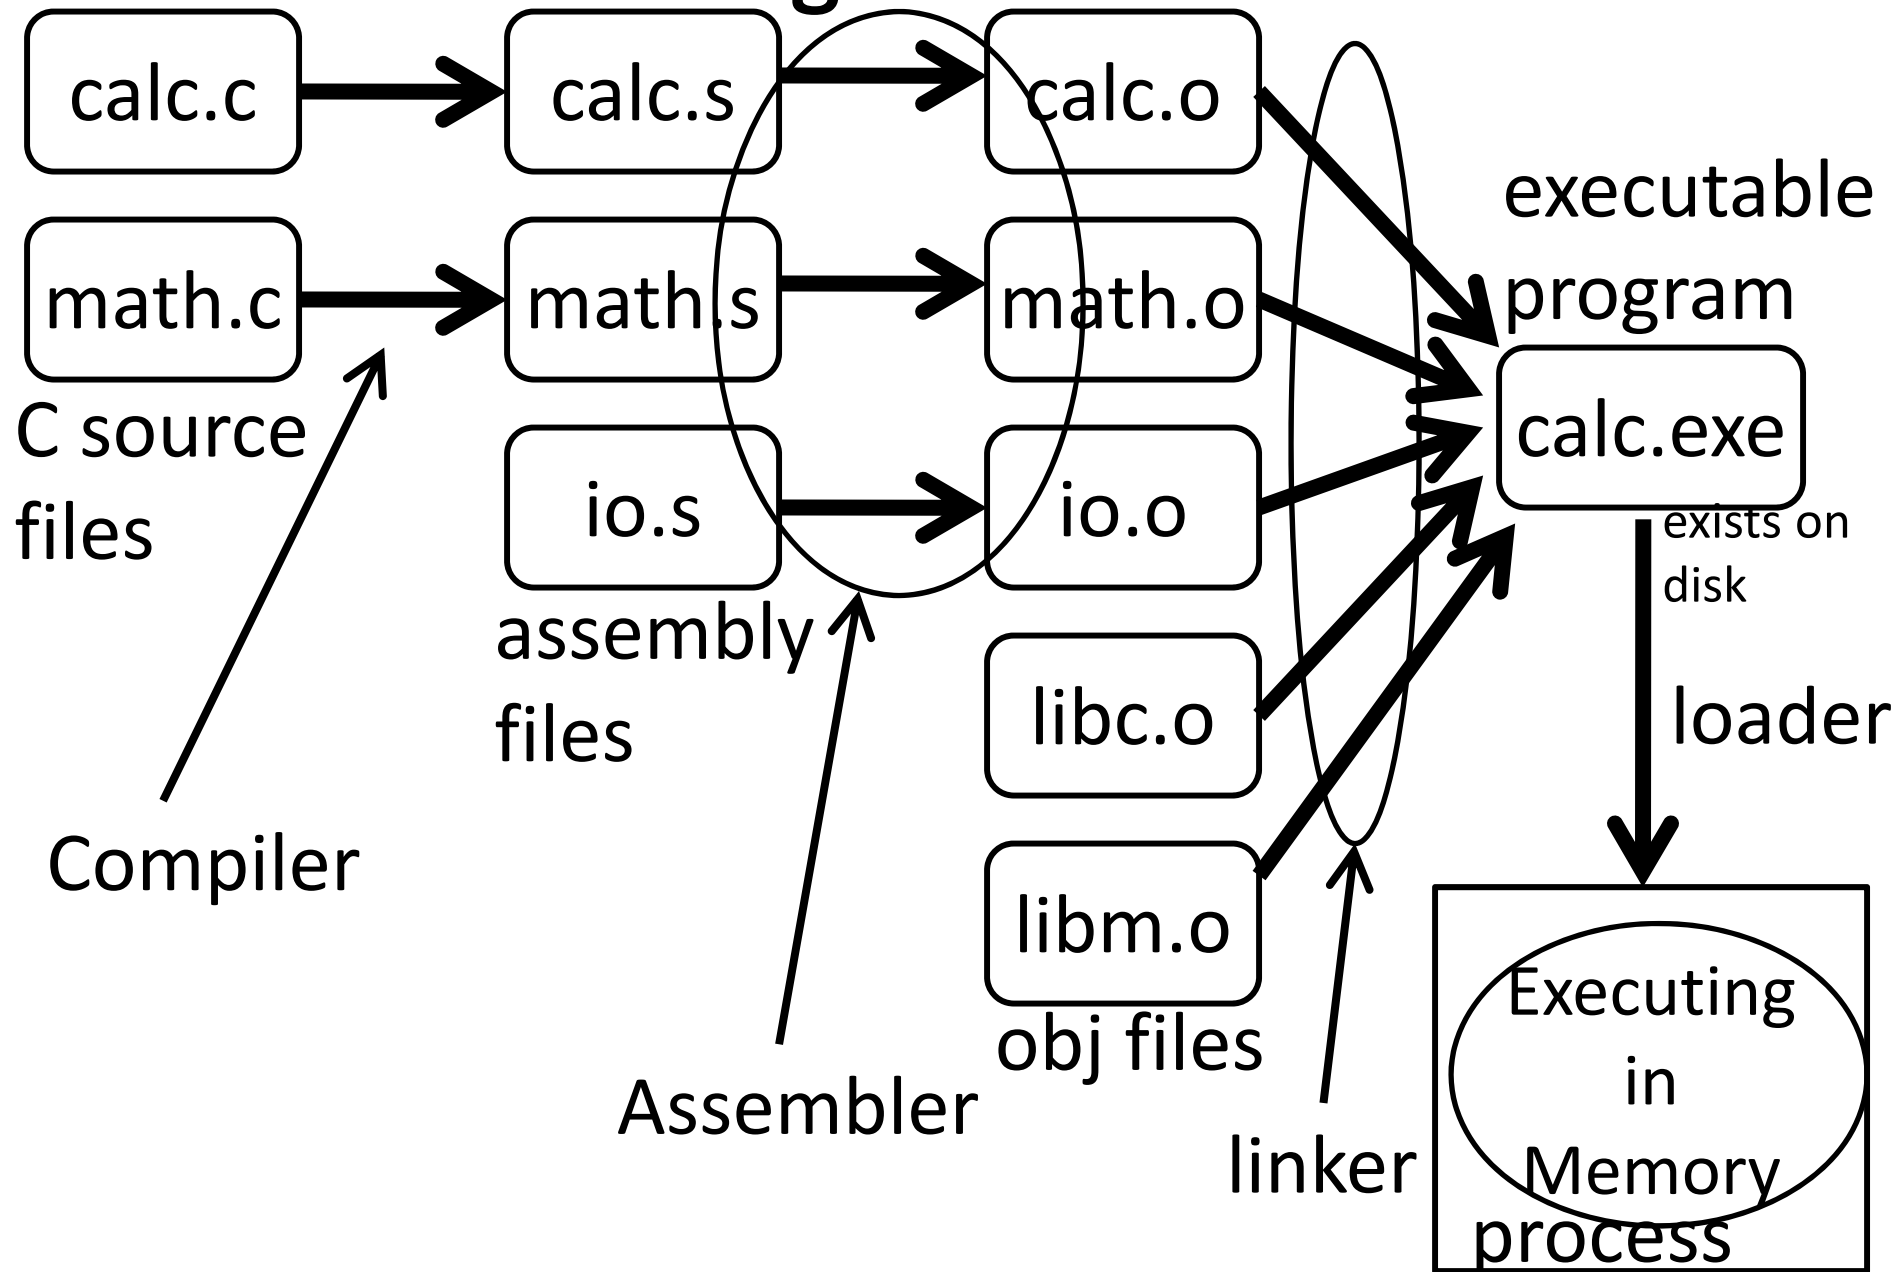 calc.c
calc.s
calc.o
math.c
math.s
math.o
executable
program
C source
files
io.s
io.o
calc.exe
exists on
disk
assembly
files
libc.o
loader
Compiler
libm.o
obj files
Assembler
linker
Executing
in
Memory
process